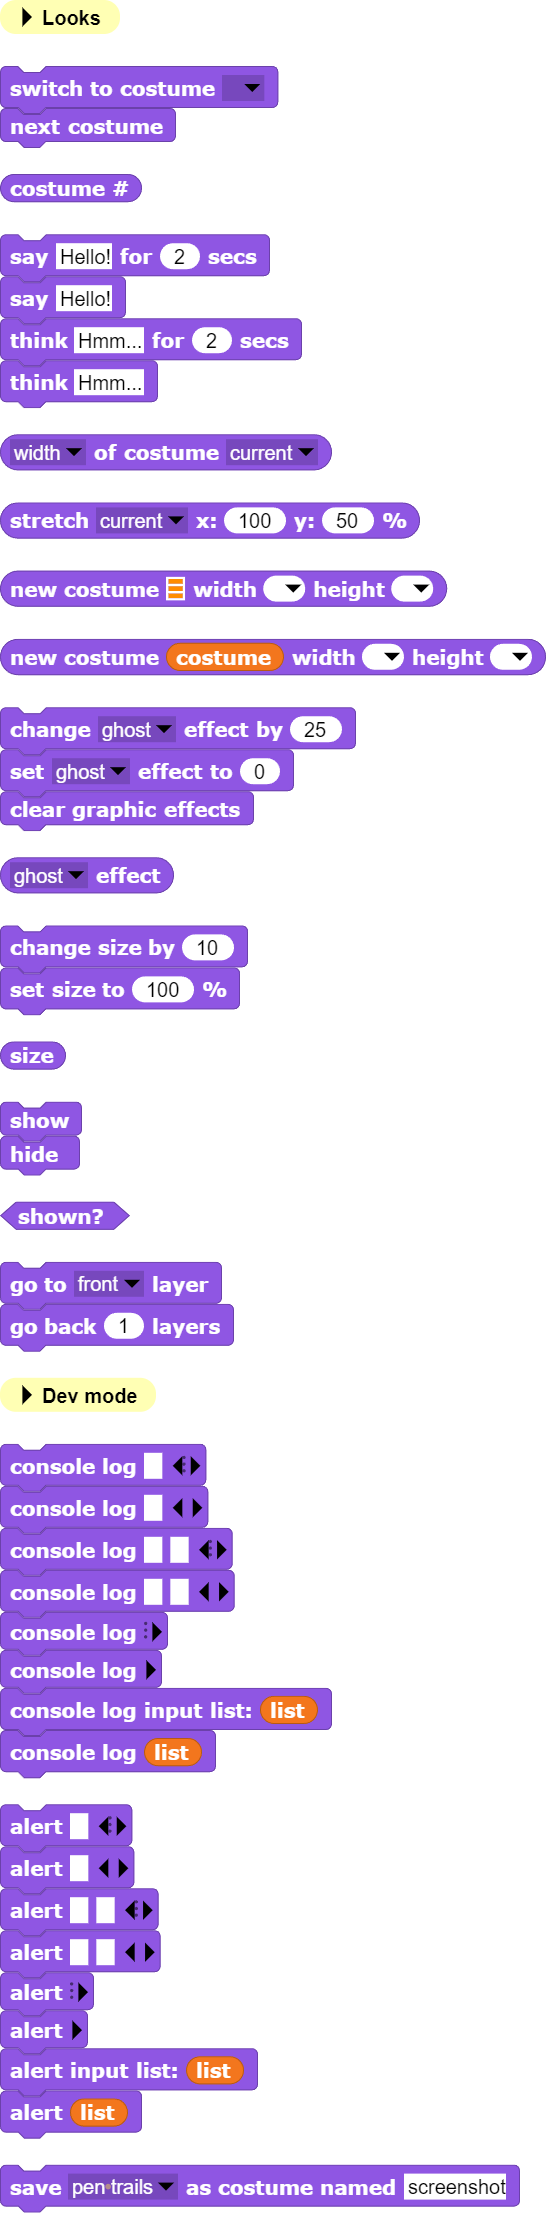 Looks
switch to costume
next costume
costume #
say Hello! for 2 secs
say Hello!
think Hmm... for 2 secs
think Hmm...
width of costume current
stretch current x: 100 y: 50 %
new costume width height
new costume costume width height
change ghost effect by 25
set ghost effect to 0
clear graphic effects
ghost effect
change size by 10
set size to 100 %
size
show
hide
shown?
go to front layer
go back 1 layers
Dev mode
console log
console log
console log
console log
console log
console log
console log input list: list
console log list
alert
alert
alert
alert
alert
alert
alert input list: list
alert list
save pen trails as costume named screenshot